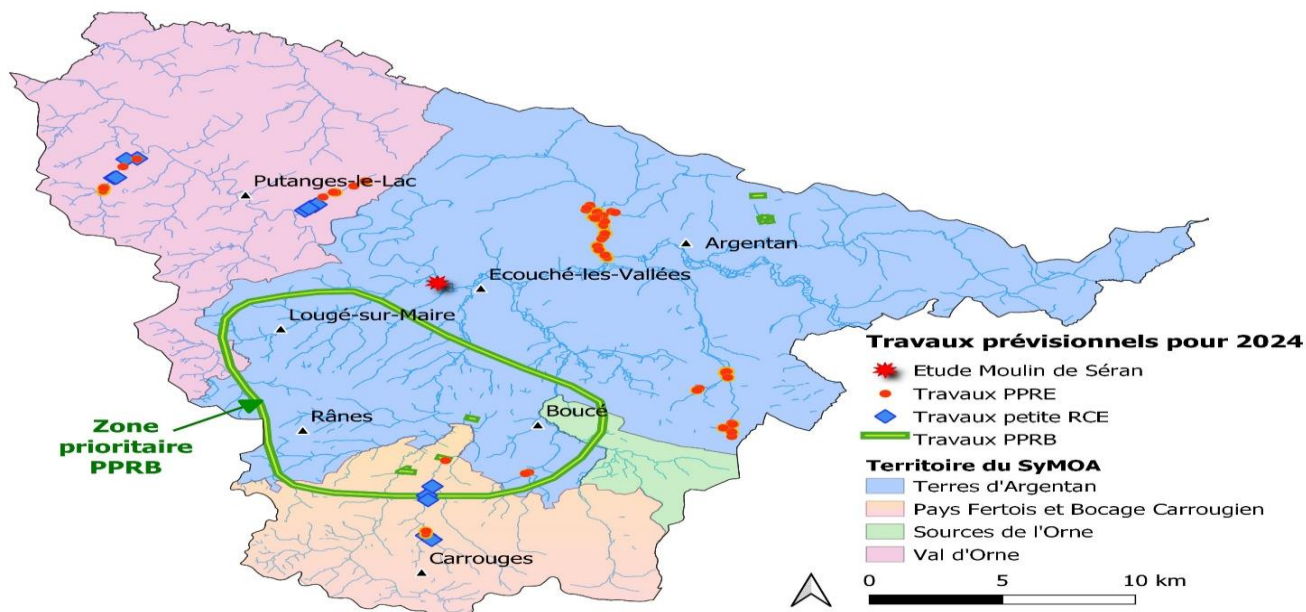 Putanges-le-Lac
Argentan
Ecouché-les-Vallées
Lougé-sur-Maire
Rânes
Boucé
Carrouges
Zone
prioritaire
PPRB
Travaux prévisionnels pour 2024
Etude Moulin de Séran
Travaux PPRE
Travaux petite RCE
Travaux PPRB
Territoire du SyMOA
Terres d'Argentan
Pays Fertois et Bocage Carrougien
Sources de l'Orne
Val d'Orne
0 5 10 km